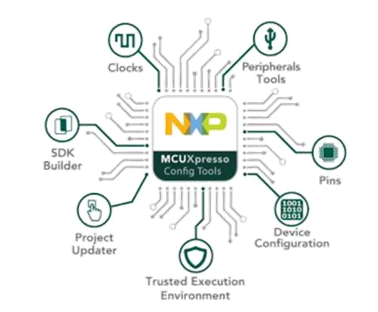 Clocks
Peripherals
Tools
NXP
MCUXpresso
Config Tools
SDK
Builder
Pins
1001
1010
0101
Project
Updater
Device
Configuration
Trusted Execution
Environment